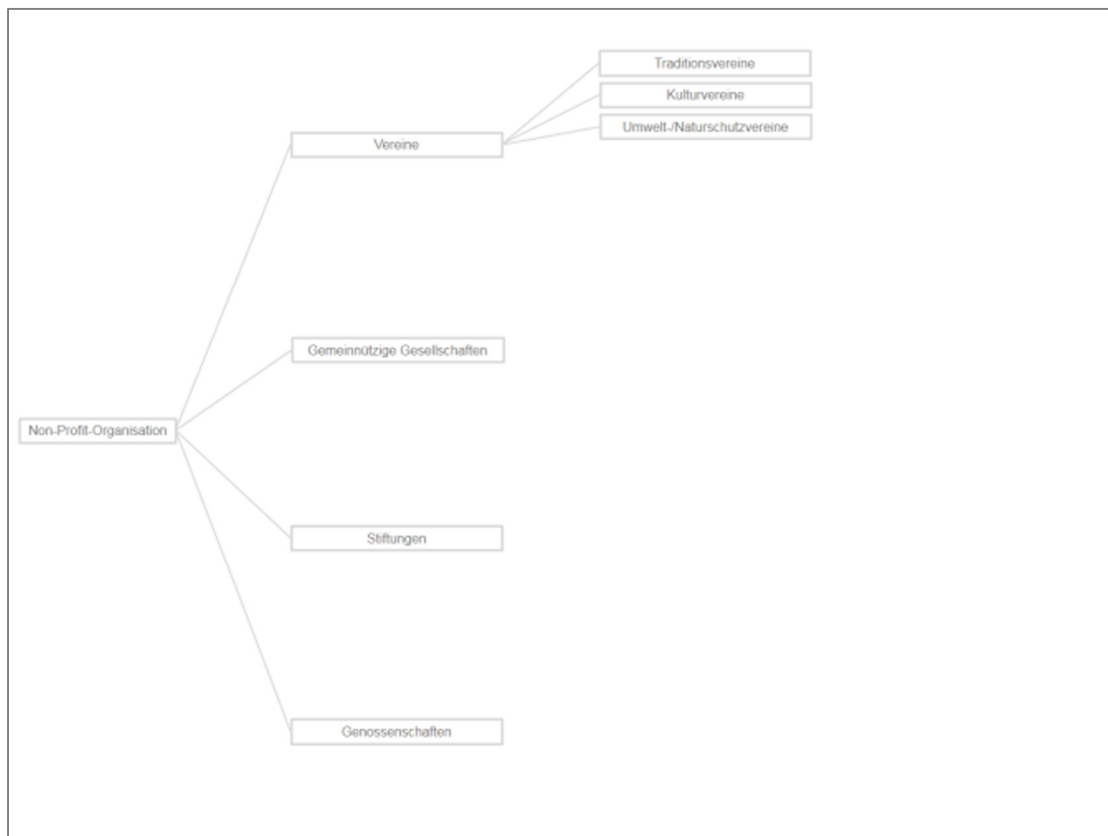 Traditionsvereine
Kulturvereine
Umwelt-/Naturschutzvereine
Vereine
Gemeinnützige Gesellschaften
Non-Profit-Organisation
Stiftungen
Genossenschaften